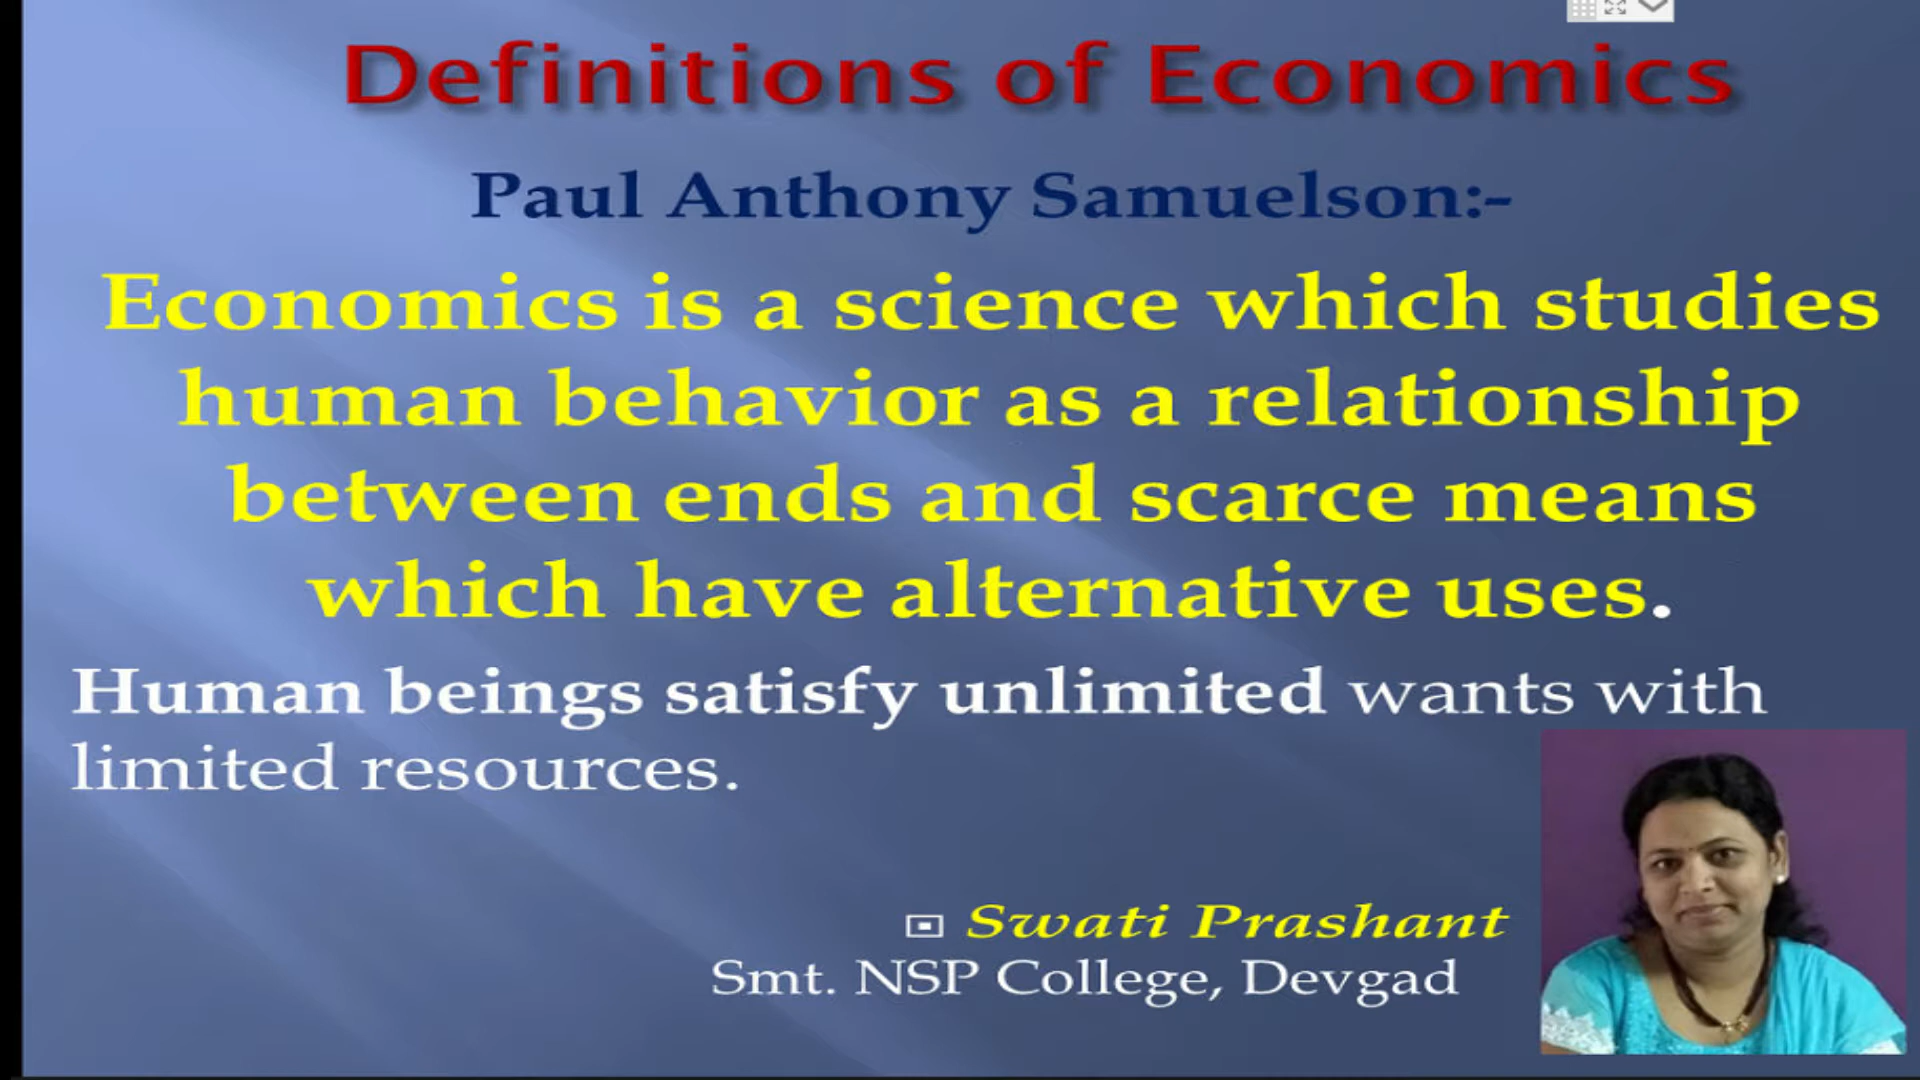 Definitions of Economics
Paul Anthony Samuelson:-
Economics is a science which studies
human behavior as a relationship
between ends and scarce means
which have alternative uses.
Human beings satisfy unlimited wants with
limited resources.
Swati Prashant
Smt. NSP College, Devgad